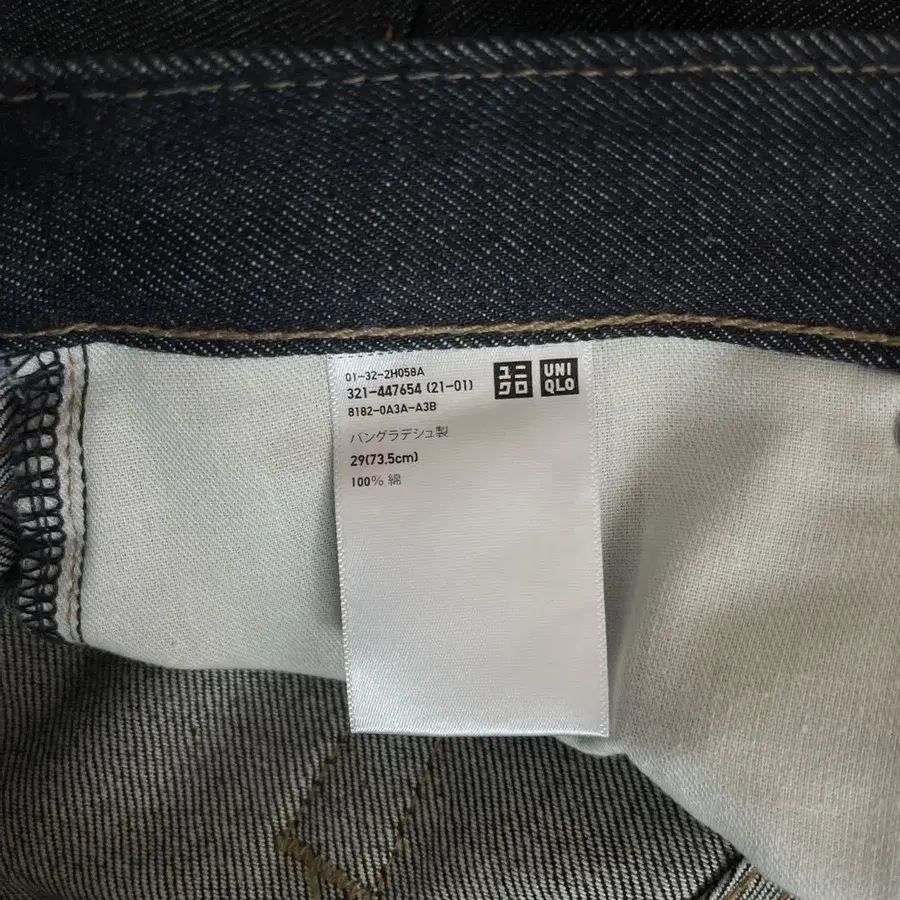 01-32-2H058A
321-447654 (21-01)
8182-0A3A-A3B
バングラデシュ製
29(73.5cm)
100% 綿
ユニ
クロ
UNI
QLO